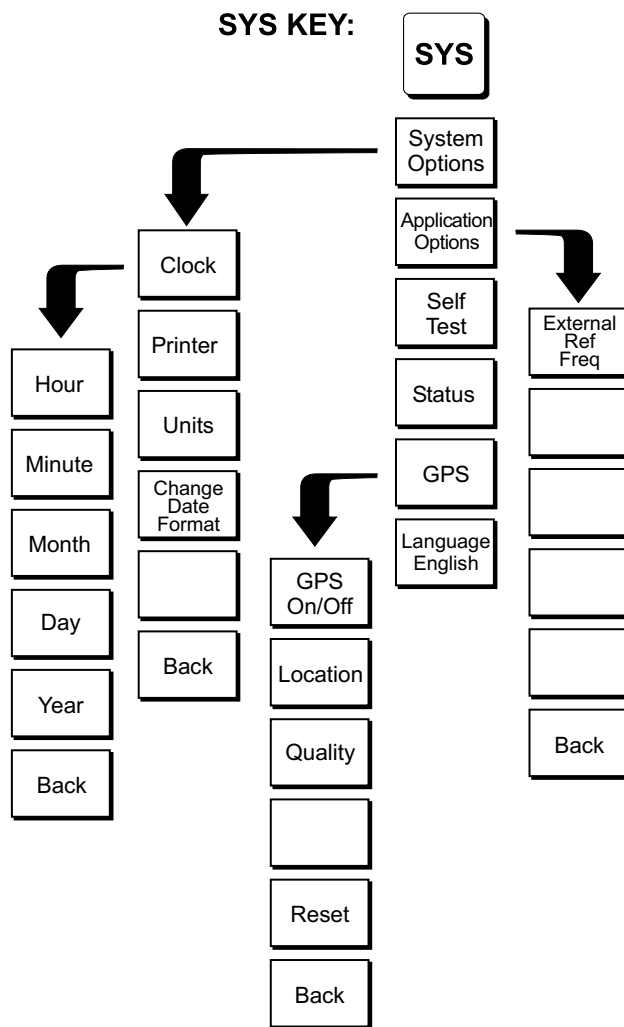 SYS KEY:
SYS
System
Options
Application
Options
Self
Test
Status
GPS
Language
English
Clock
Printer
Units
Change
Date
Format
Back
Hour
Minute
Month
Day
Year
Back
GPS
On/Off
Location
Quality
Reset
Back
External
Ref
Freq
Back